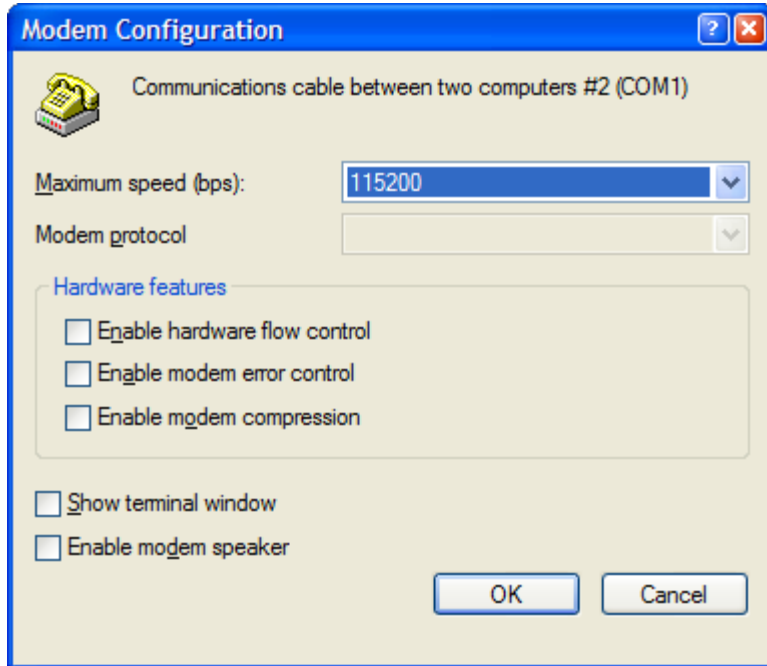 Modem Configuration
?
Communications cable between two computers #2 (COM1)
Maximum speed (bps): 115200
Modem protocol
Hardware features
Enable hardware flow control
Enable modem error control
Enable modem compression
Show terminal window
Enable modem speaker
OK Cancel